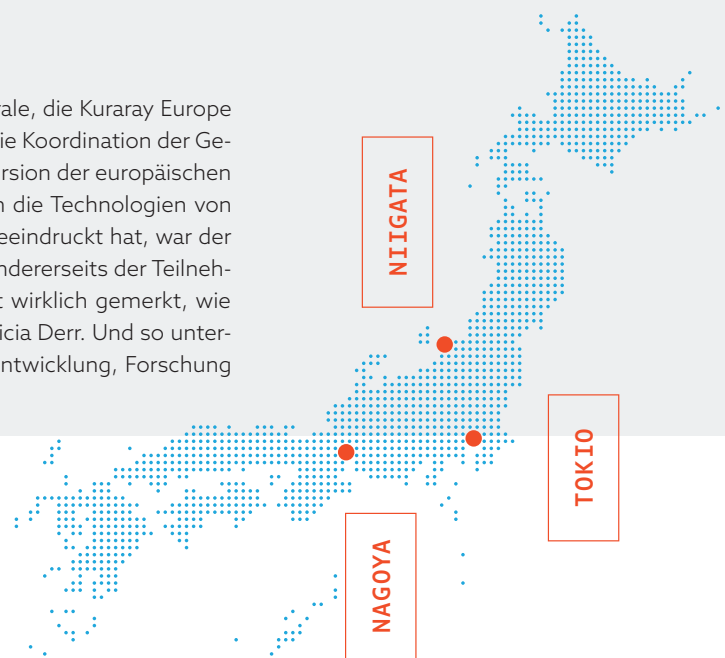 ale, die Kuraray Europe
ie Koordination der Ge-
rsion der europäischen
n die Technologien von
eeindruckt hat, war der
ndererseits der Teilneh-
t wirklich gemerkt, wie
icia Derr. Und so unter-
ntwicklung, Forschung
NIIGATA
TOKIO
NAGOYA